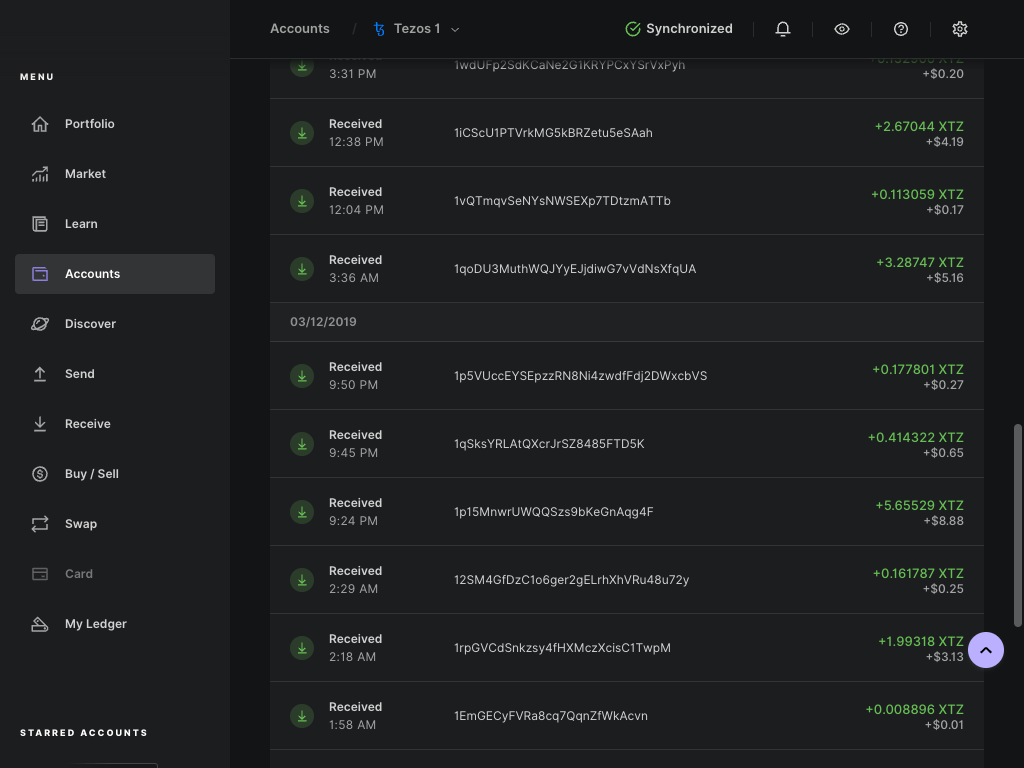 Accounts / Tezos 1
Synchronized
MENU
Portfolio
Market
Learn
Accounts
Discover
Send
Receive
Buy / Sell
Swap
Card
My Ledger
STARRED ACCOUNTS
3:31 PM
1wdUFp2SdKCaNe2G1KRYPCxYSrVxPyh
XTZ
+$0.20
Received
12:38 PM
1iCScU1PTVrkMG5kBRZetu5eSAah
+2.67044 XTZ
+$4.19
Received
12:04 PM
1vQTmqvSeNYsNWSEXp7TDtzmATTb
+0.113059 XTZ
+$0.17
Received
3:36 AM
1qoDU3MuthWQJYyEJjdiwG7vVdNsXfqUA
+3.28747 XTZ
+$5.16
03/12/2019
Received
9:50 PM
1p5VUccEYSEpzzRN8Ni4zwdfFdj2DWxcbVS
+0.177801 XTZ
+$0.27
Received
9:45 PM
1qSksYRLAtQXcrJrSZ8485FTD5K
+0.414322 XTZ
+$0.65
Received
9:24 PM
1p15MnwrUWQQSzs9bKeGnAqg4F
+5.65529 XTZ
+$8.88
Received
2:29 AM
12SM4GfDzC1o6ger2gELrhXhVRu48u72y
+0.161787 XTZ
+$0.25
Received
2:18 AM
1rpGVCdSnkzsy4fHXMczXcisC1TwpM
+1.99318 XTZ
+$3.13
Received
1:58 AM
1EmGECyFVRa8cq7QqnZfWkAcvn
+0.008896 XTZ
+$0.01